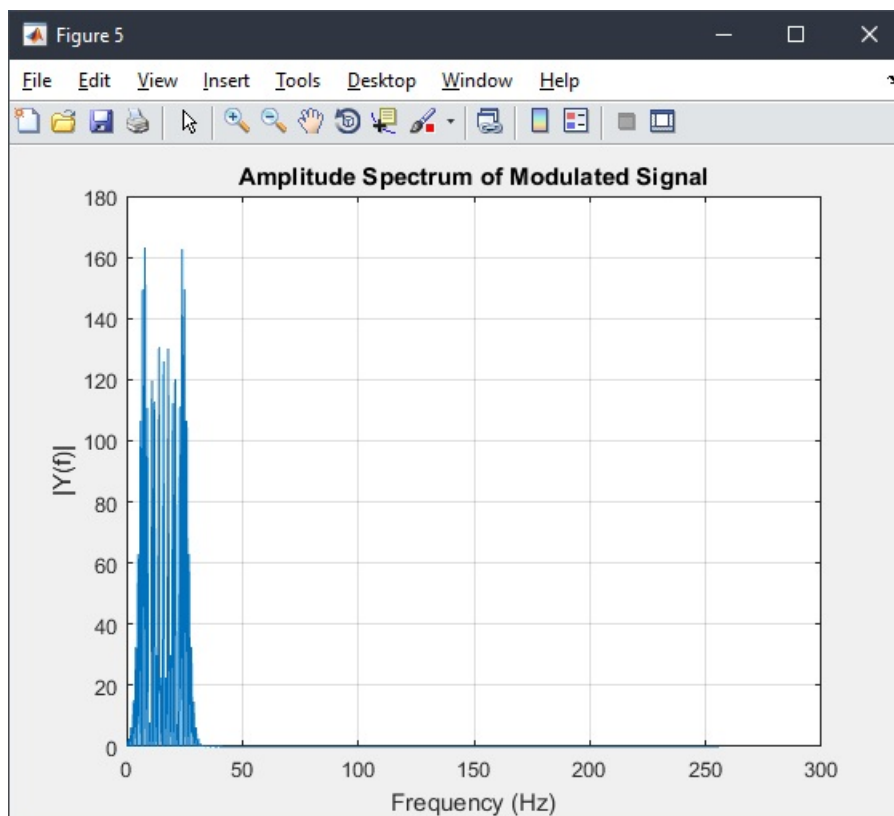 Figure 5
File Edit View Insert Tools Desktop Window Help
Amplitude Spectrum of Modulated Signal
180
160
140
120
100
80
60
40
20
0
|Y(f)|
0 50 100 150 200 250 300
Frequency (Hz)